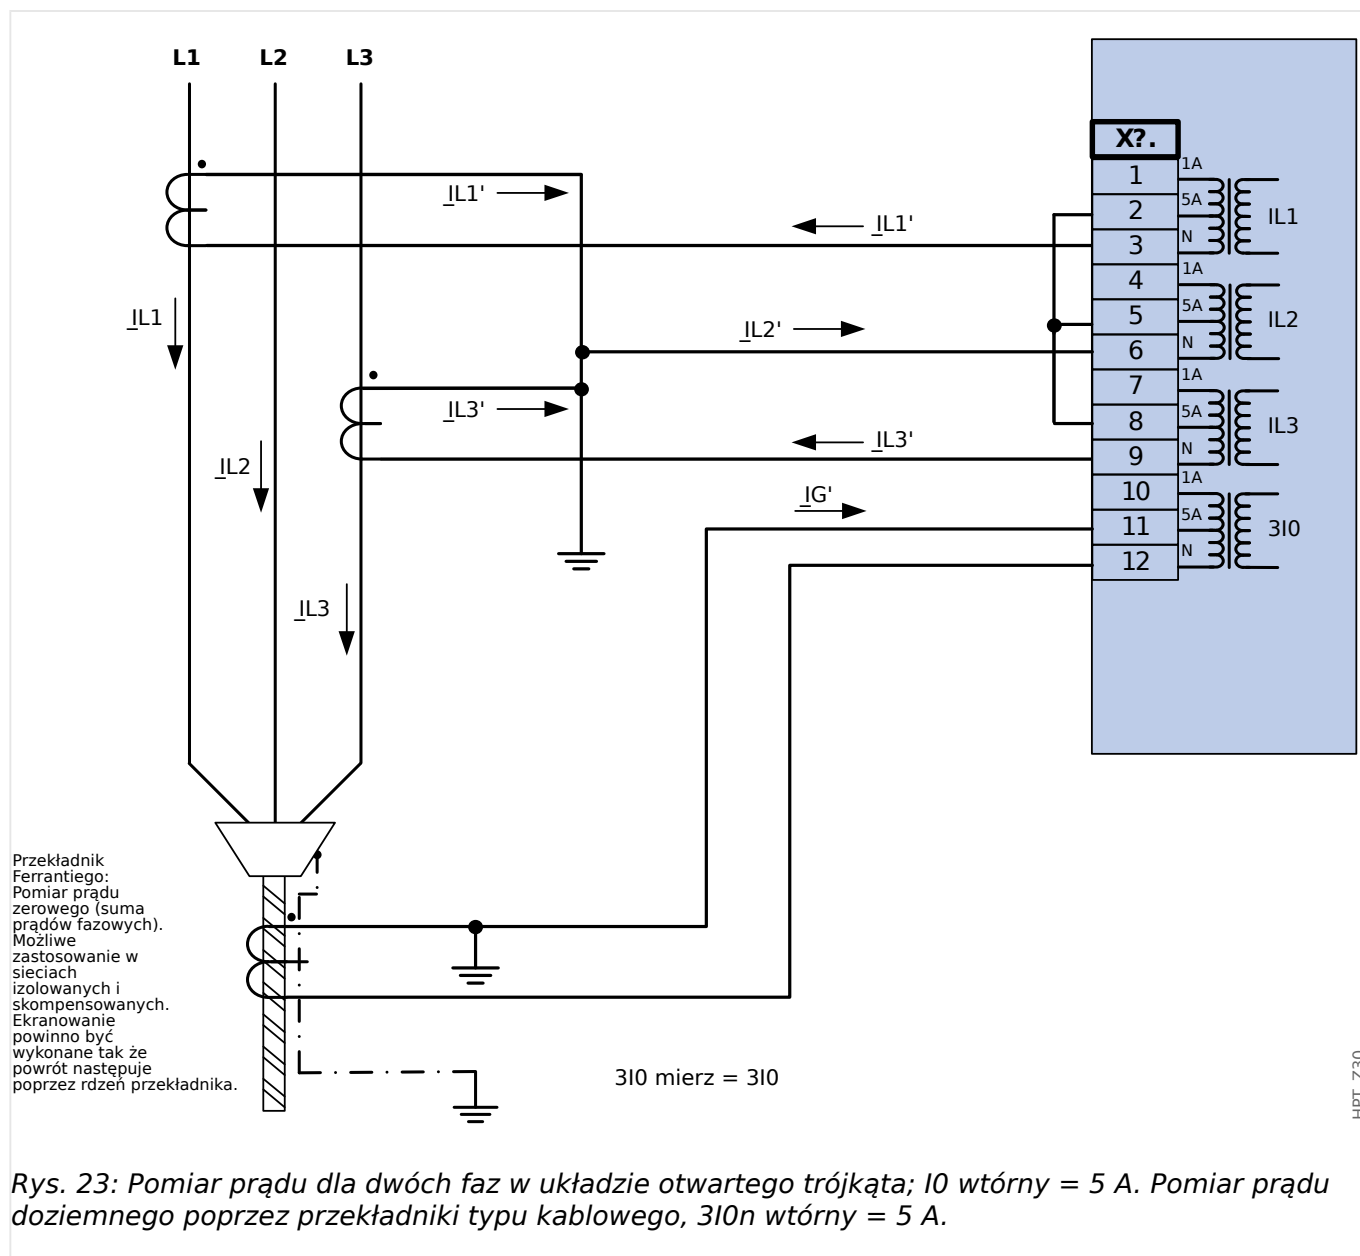 L1 L2 L3
X?.
1
2
3
4
5
6
7
8
9
10
11
12
1A
5A
N
IL1
1A
5A
N
IL2
1A
5A
N
IL3
1A
5A
N
3I0
IL1'
IL1'
IL1
IL2'
IL3'
IL3'
IL2
IG'
IL3
Przekładnik
Ferrantiego:
Pomiar prądu
zerowego (suma
prądów fazowych).
Możliwe
zastosowanie w
sieciach
izolowanych i
skompensowanych.
Ekranowanie
powinno być
wykonane tak że
powrót następuje
poprzez rdzeń przekładnika.
3I0 mierz = 3I0
HPT_Z30
Rys. 23: Pomiar prądu dla dwóch faz w układzie otwartego trójkąta; I0 wtórny = 5 A. Pomiar prądu
doziemnego poprzez przekładniki typu kablowego, 3I0n wtórny = 5 A.